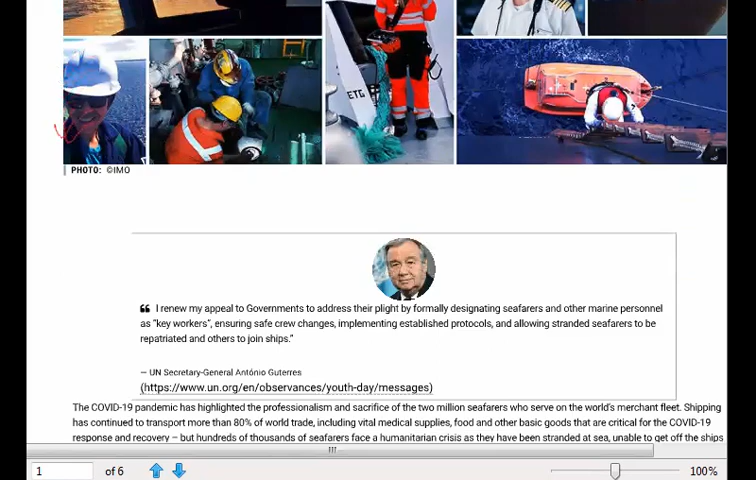 ETG
PHOTO: ©IMO
“ I renew my appeal to Governments to address their plight by formally designating seafarers and other marine personnel
as "key workers", ensuring safe crew changes, implementing established protocols, and allowing stranded seafarers to be
repatriated and others to join ships.”
— UN Secretary-General António Guterres
(https://www.un.org/en/observances/youth-day/messages)
The COVID-19 pandemic has highlighted the professionalism and sacrifice of the two million seafarers who serve on the world's merchant fleet. Shipping
has continued to transport more than 80% of world trade, including vital medical supplies, food and other basic goods that are critical for the COVID-19
response and recovery – but hundreds of thousands of seafarers face a humanitarian crisis as they have been stranded at sea, unable to get off the ships
1 of 6 100%